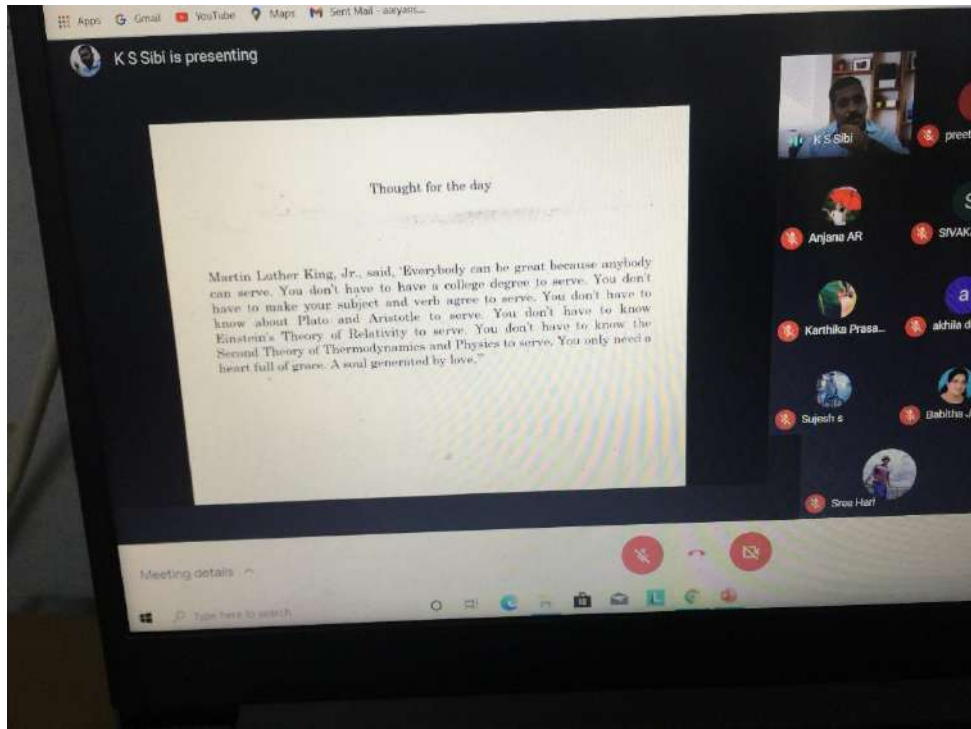 Apps Gmail YouTube Maps Sent Mail - aaryans...
K S Sibi is presenting
Thought for the day
Martin Luther King, Jr., said, 'Everybody can be great because anybody
can serve. You don't have to have a college degree to serve. You don't
have to make your subject and verb agree to serve. You don't have to
know about Plato and Aristotle to serve. You don't have to know
Einstein's Theory of Relativity to serve. You don't have to know the
Second Theory of Thermodynamics and Physics to serve. You only need a
heart full of grace. A soul generated by love."
K S Sibi
preet
Anjana AR
S
SIVAK
Karthika Prasa...
a
akhila d
Sujesh s
Babitha J
Sree Hari
Meeting details
Type here to search